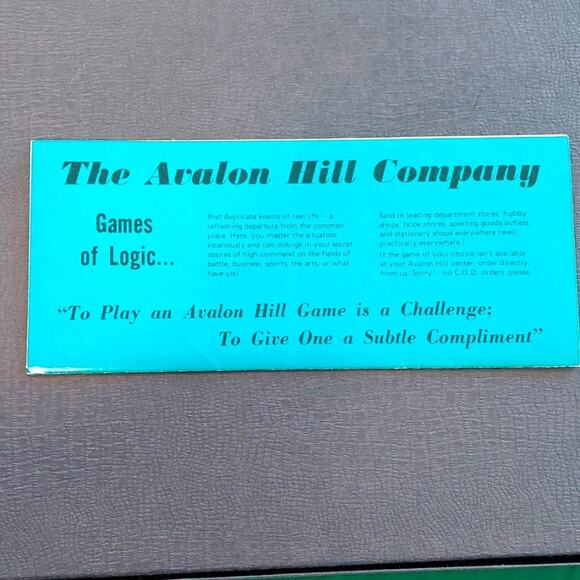 The Avalon Hill Company
Games
of Logic...
that duplicate events of real life — a
refreshing departure from the common-
place. Here, you master the situation
vicariously and can indulge in your secret
desires of high command on the fields of
battle, business, sports, the arts, or what
have you.
Sold in leading department stores, hobby
shops, book stores, sporting goods outlets,
and stationery shops everywhere (well,
practically everywhere.)
If the game of your choice isn't available
at your Avalon Hill center, order directly
from us. Sorry — no C.O.D. orders please.
"To Play an Avalon Hill Game is a Challenge;
To Give One a Subtle Compliment"